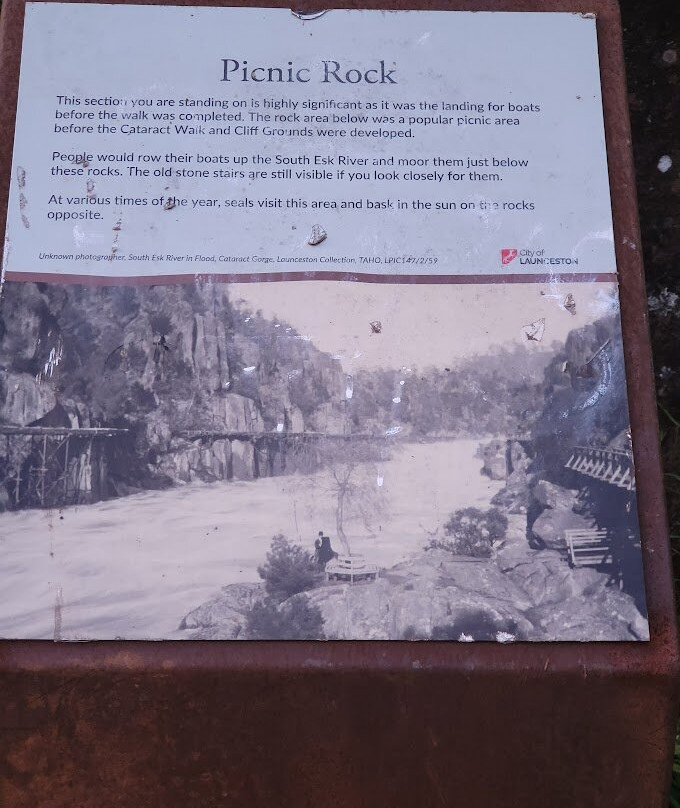 Picnic Rock
This section you are standing on is highly significant as it was the landing for boats
before the walk was completed. The rock area below was a popular picnic area
before the Cataract Walk and Cliff Grounds were developed.
People would row their boats up the South Esk River and moor them just below
these rocks. The old stone stairs are still visible if you look closely for them.
At various times of the year, seals visit this area and bask in the sun on the rocks
opposite.
Unknown photographer, South Esk River in Flood, Cataract Gorge, Launceston Collection, TAHO, LPIC147/2/59
City of
LAUNCESTON